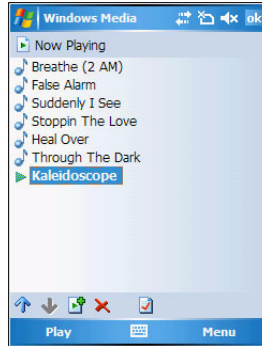 Windows Media
ok
Now Playing
Breathe (2 AM)
False Alarm
Suddenly I See
Stoppin The Love
Heal Over
Through The Dark
Kaleidoscope
Play
Menu